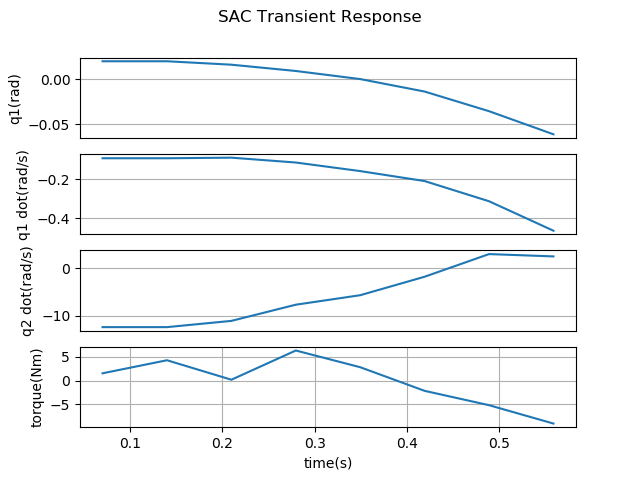 SAC Transient Response
q1(rad)
0.00
−0.05
q1 dot(rad/s)
−0.2
−0.4
q2 dot(rad/s)
0
−10
torque(Nm)
5
0
−5
0.1 0.2 0.3 0.4 0.5
time(s)